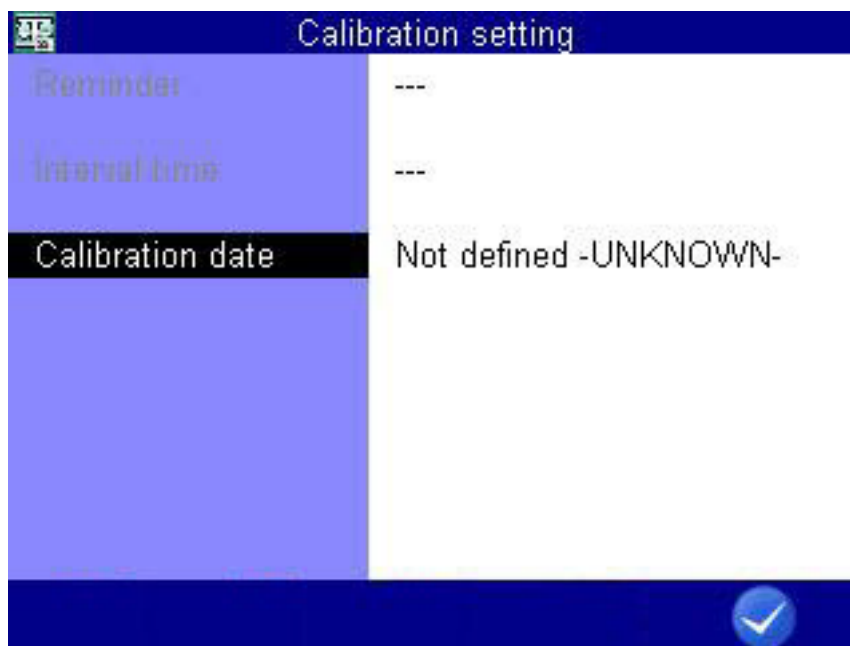 Calibration setting
Reminder ---
Interval time ---
Calibration date Not defined -UNKNOWN-